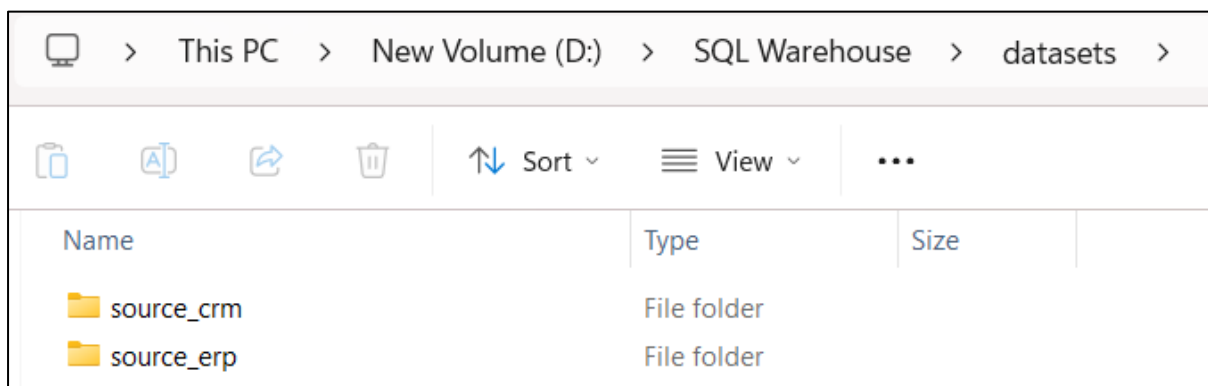 > This PC > New Volume (D:) > SQL Warehouse > datasets >
Sort View
Name Type Size
source_crm File folder
source_erp File folder